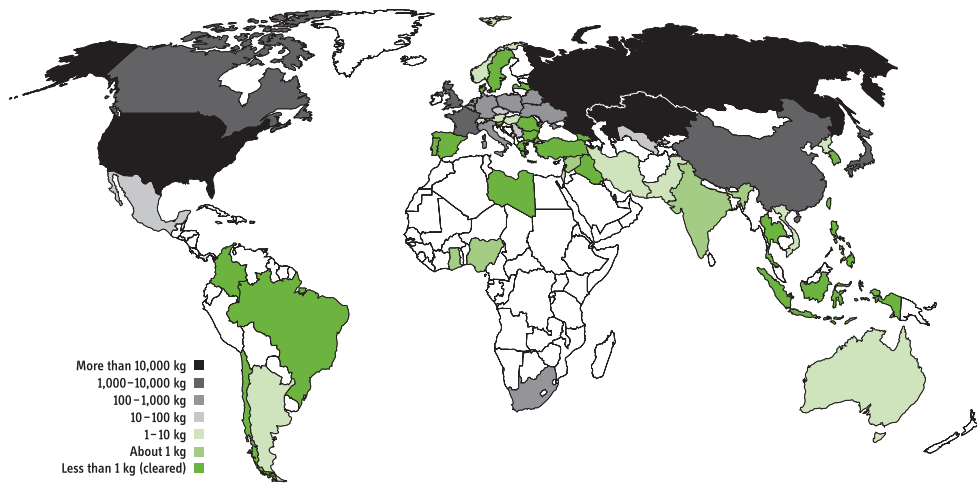 More than 10,000 kg
1,000–10,000 kg
100–1,000 kg
10–100 kg
1–10 kg
About 1 kg
Less than 1 kg (cleared)